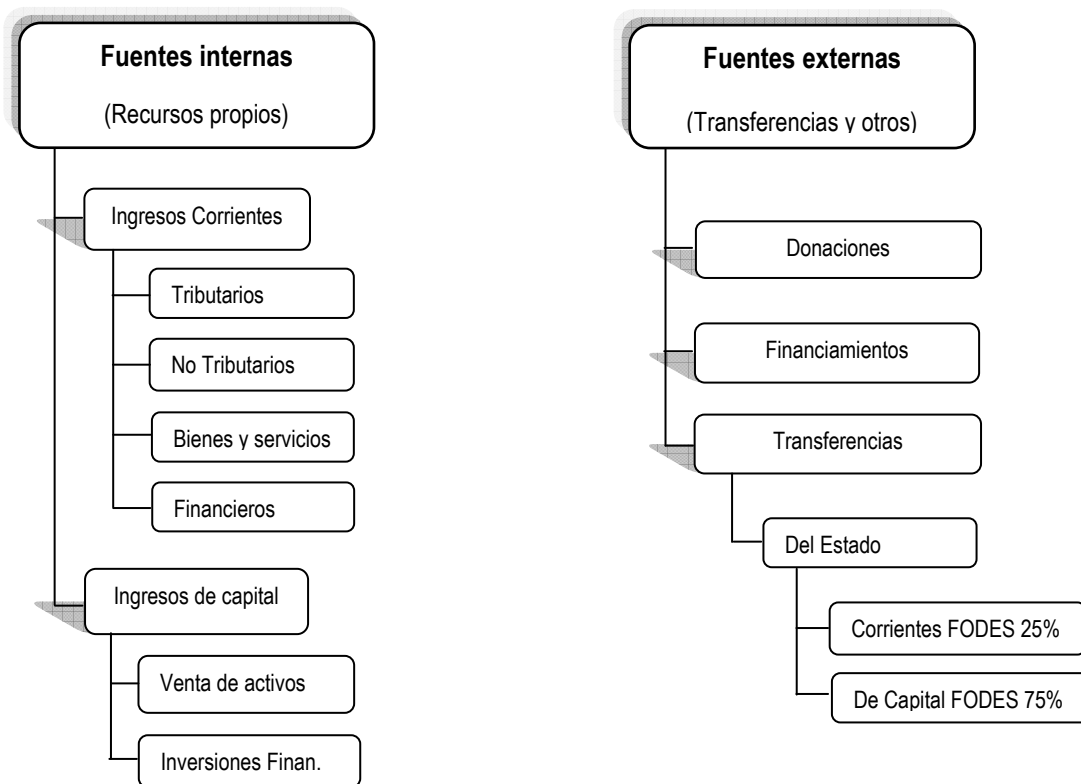 Fuentes internas
(Recursos propios)
Ingresos Corrientes
Tributarios
No Tributarios
Bienes y servicios
Financieros
Ingresos de capital
Venta de activos
Inversiones Finan.
Fuentes externas
(Transferencias y otros)
Donaciones
Financiamientos
Transferencias
Del Estado
Corrientes FODES 25%
De Capital FODES 75%